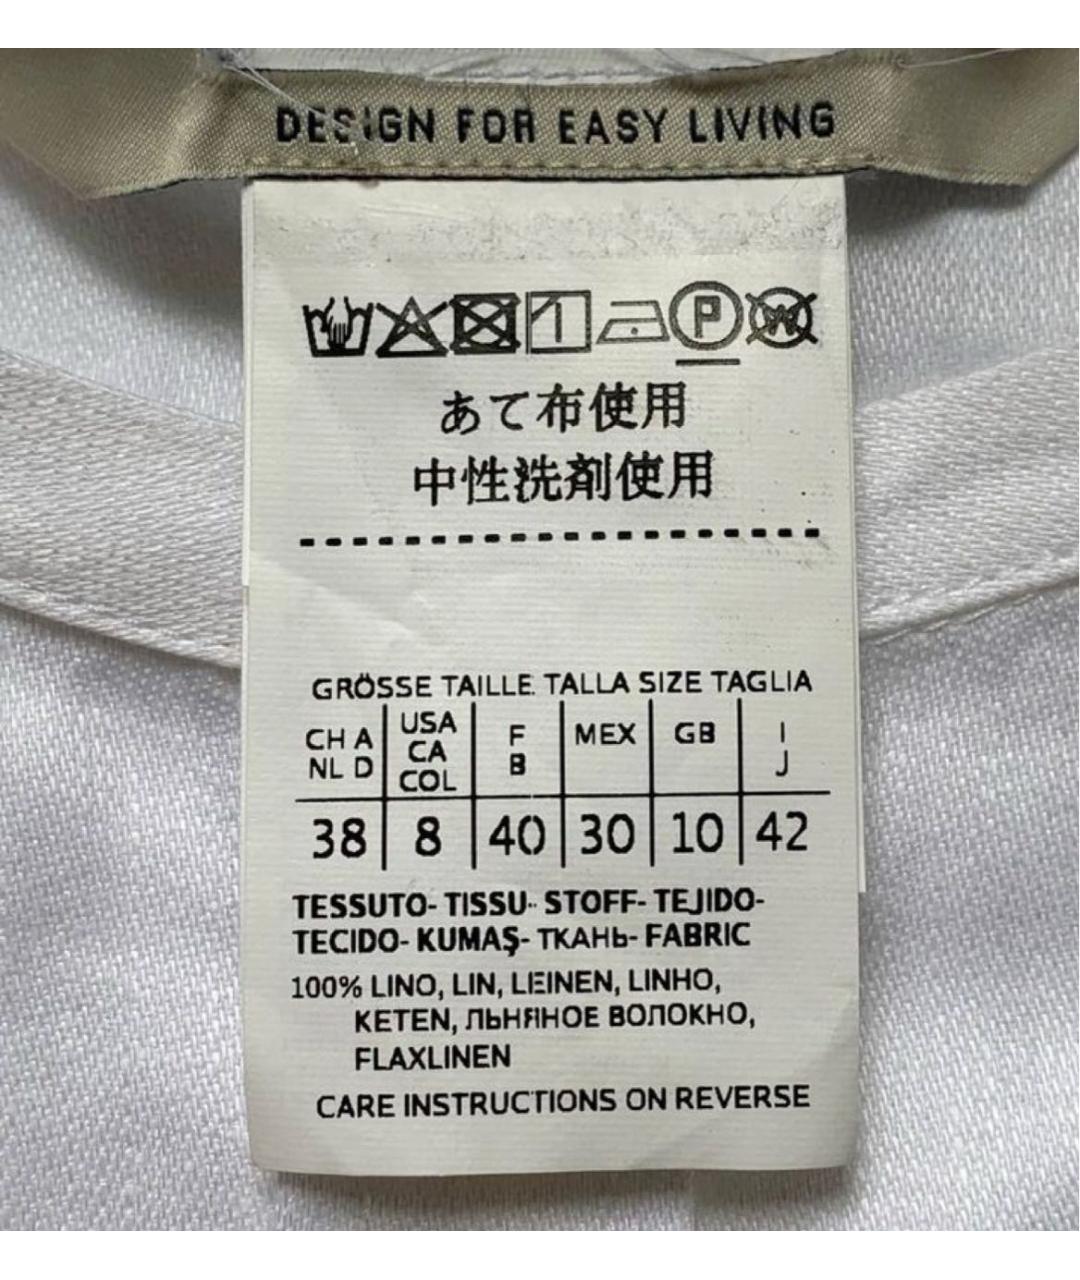 DESIGN FOR EASY LIVING
P W
あて布使用
中性洗剤使用
GRÖSSE TAILLE TALLA SIZE TAGLIA
CH A NL D | USA CA COL | F B | MEX | GB | I J
38 | 8 | 40 | 30 | 10 | 42
TESSUTO- TISSU- STOFF- TEJIDO-
TECIDO- KUMAŞ- ТКАНЬ- FABRIC
100% LINO, LIN, LEINEN, LINHO,
KETEN, ЛЬНЯНОЕ ВОЛОКНО,
FLAXLINEN
CARE INSTRUCTIONS ON REVERSE